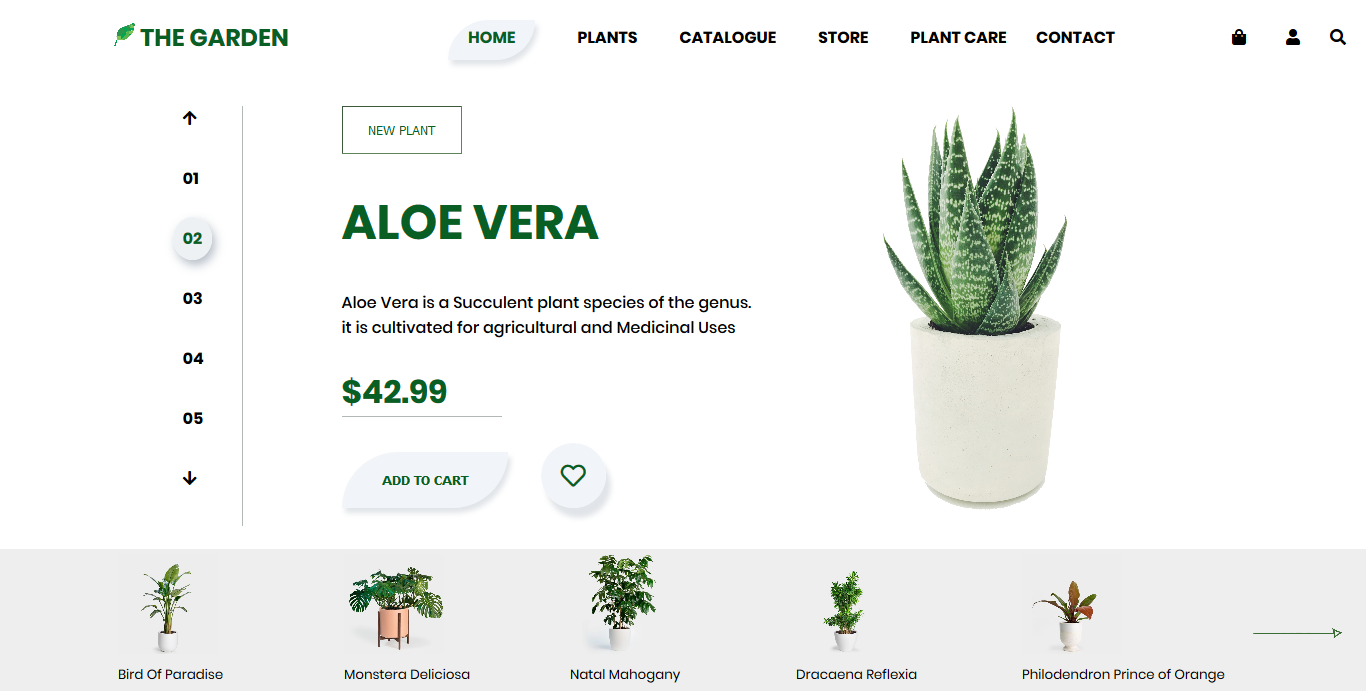 THE GARDEN
HOME PLANTS CATALOGUE STORE PLANT CARE CONTACT
01
02
03
04
05
NEW PLANT
ALOE VERA
Aloe Vera is a Succulent plant species of the genus.
it is cultivated for agricultural and Medicinal Uses
$42.99
ADD TO CART
Bird Of Paradise
Monstera Deliciosa
Natal Mahogany
Dracaena Reflexia
Philodendron Prince of Orange